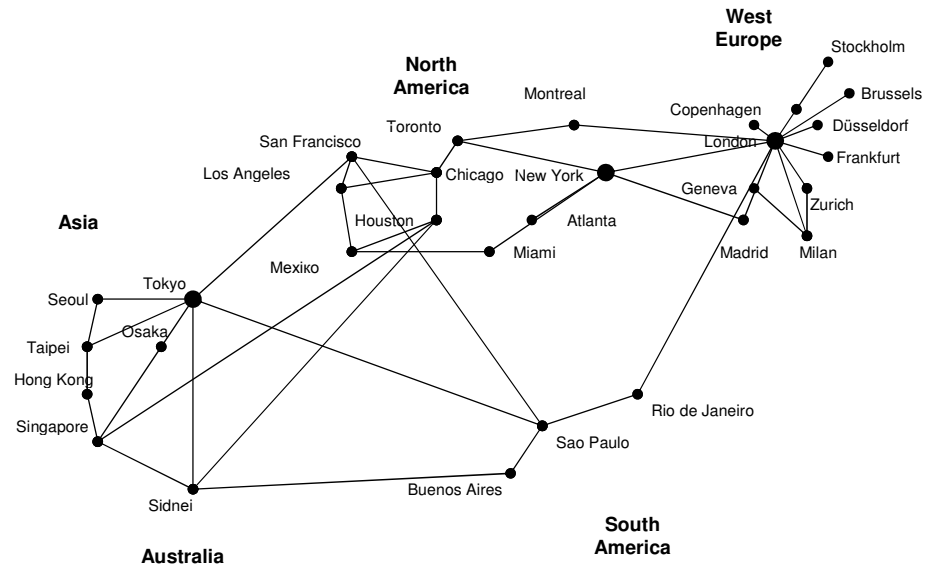 West
Europe
Stockholm
North
America
Montreal
Brussels
Copenhagen
Toronto
London
Düsseldorf
San Francisco
Frankfurt
Los Angeles
Chicago
New York
Geneva
Zurich
Asia
Houston
Atlanta
Miami
Madrid
Milan
Mexiкo
Tokyo
Seoul
Osaka
Taipei
Hong Kong
Rio de Janeiro
Singapore
Sao Paulo
Buenos Aires
Sidnei
South
America
Australia